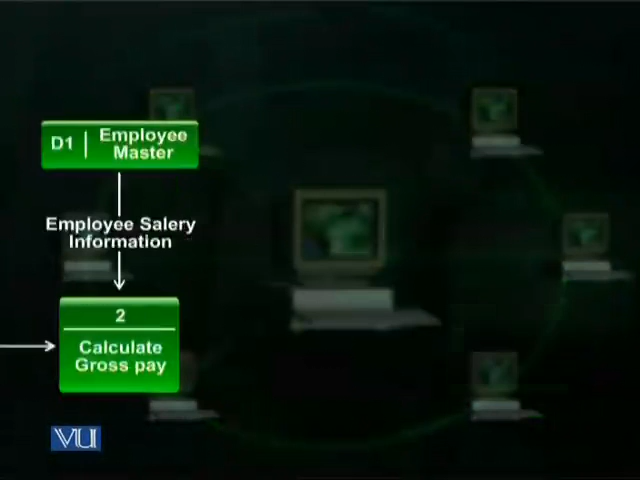 D1
Employee
Master
Employee Salery
Information
2
Calculate
Gross pay
VU